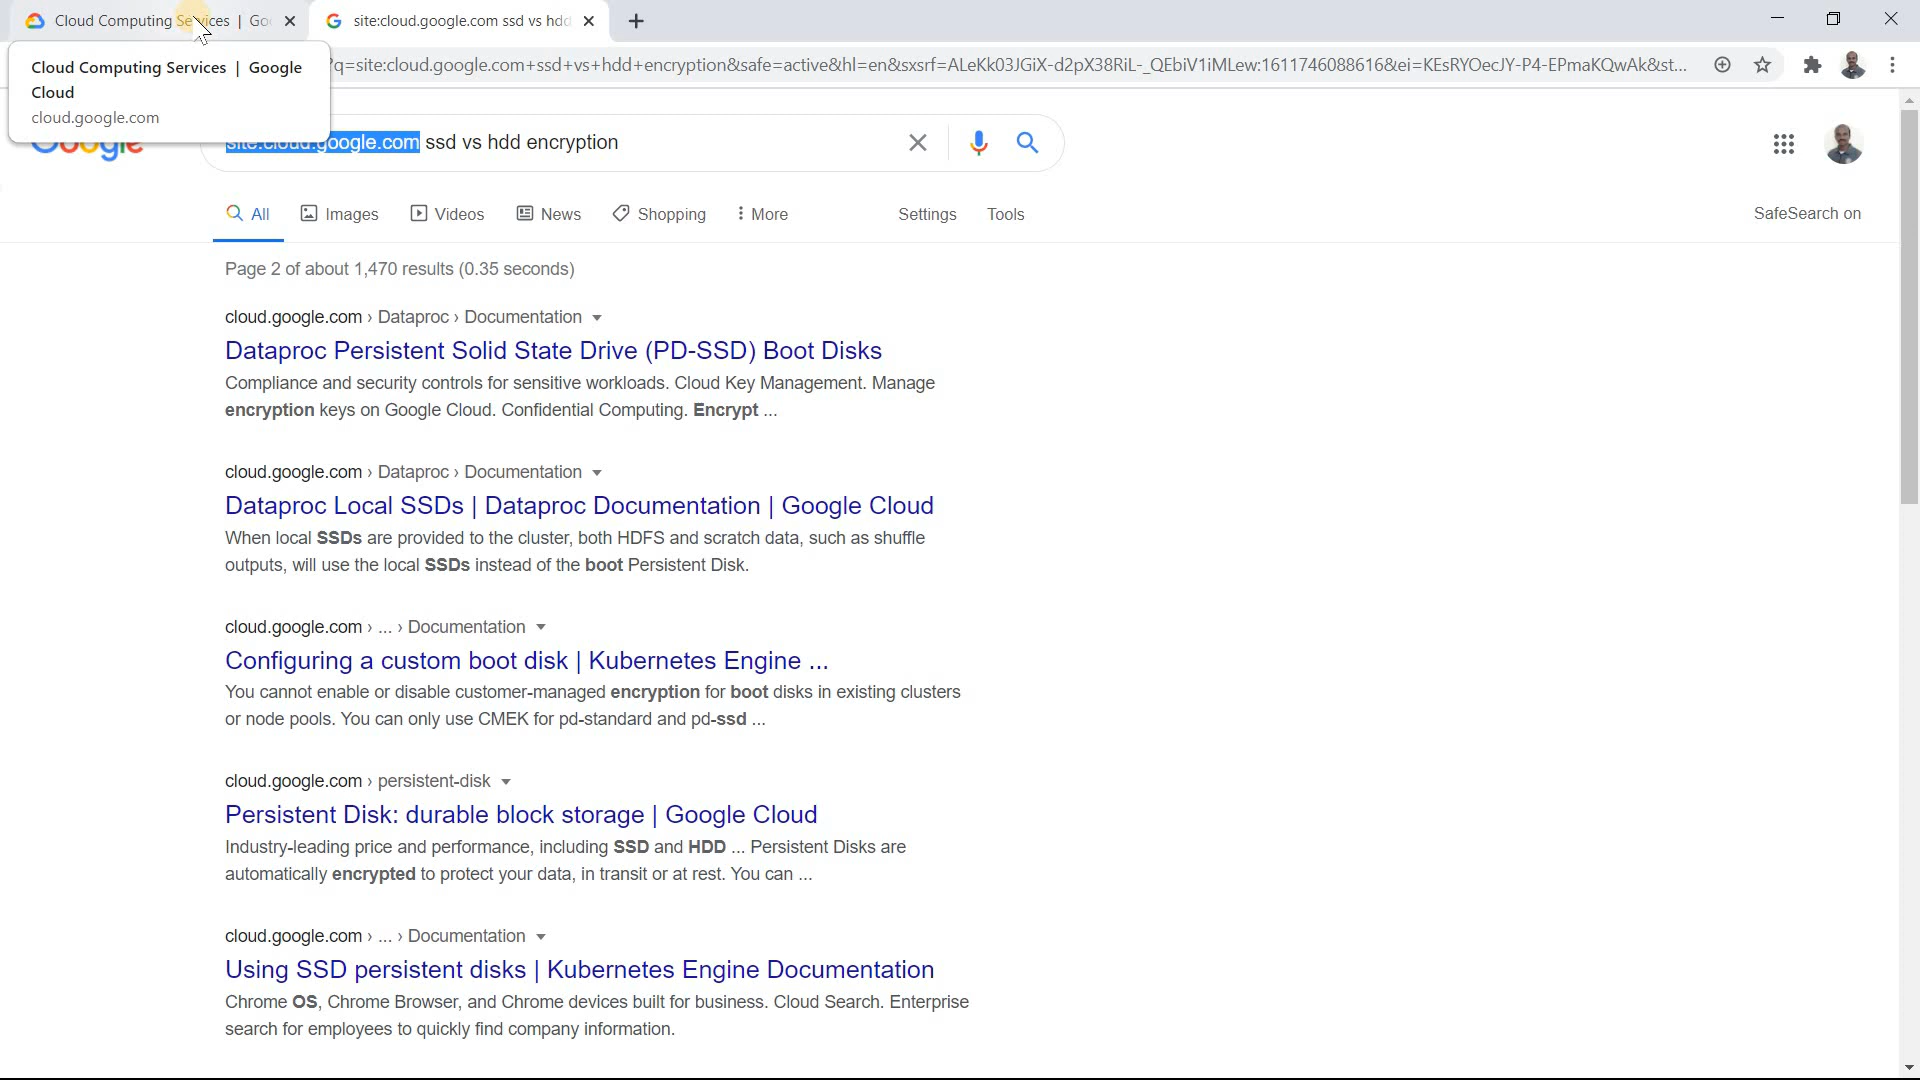 Cloud Computing Services | Goo
site:cloud.google.com ssd vs hdd
Cloud Computing Services | Google
Cloud
cloud.google.com
?q=site:cloud.google.com+ssd+vs+hdd+encryption&safe=active&hl=en&sxsrf=ALeKk03JGiX-d2pX38RiL-_QEbiV1iMLew:1611746088616&ei=KEsRYOecJY-P4-EPmaKQwAk&st...
Google
site:cloud.google.com ssd vs hdd encryption
All
Images
Videos
News
Shopping
More
Settings
Tools
SafeSearch on
Page 2 of about 1,470 results (0.35 seconds)
cloud.google.com › Dataproc › Documentation
Dataproc Persistent Solid State Drive (PD-SSD) Boot Disks
Compliance and security controls for sensitive workloads. Cloud Key Management. Manage
encryption keys on Google Cloud. Confidential Computing. Encrypt ...
cloud.google.com › Dataproc › Documentation
Dataproc Local SSDs | Dataproc Documentation | Google Cloud
When local SSDs are provided to the cluster, both HDFS and scratch data, such as shuffle
outputs, will use the local SSDs instead of the boot Persistent Disk.
cloud.google.com › ... › Documentation
Configuring a custom boot disk | Kubernetes Engine ...
You cannot enable or disable customer-managed encryption for boot disks in existing clusters
or node pools. You can only use CMEK for pd-standard and pd-ssd ...
cloud.google.com › persistent-disk
Persistent Disk: durable block storage | Google Cloud
Industry-leading price and performance, including SSD and HDD ... Persistent Disks are
automatically encrypted to protect your data, in transit or at rest. You can ...
cloud.google.com › ... › Documentation
Using SSD persistent disks | Kubernetes Engine Documentation
Chrome OS, Chrome Browser, and Chrome devices built for business. Cloud Search. Enterprise
search for employees to quickly find company information.